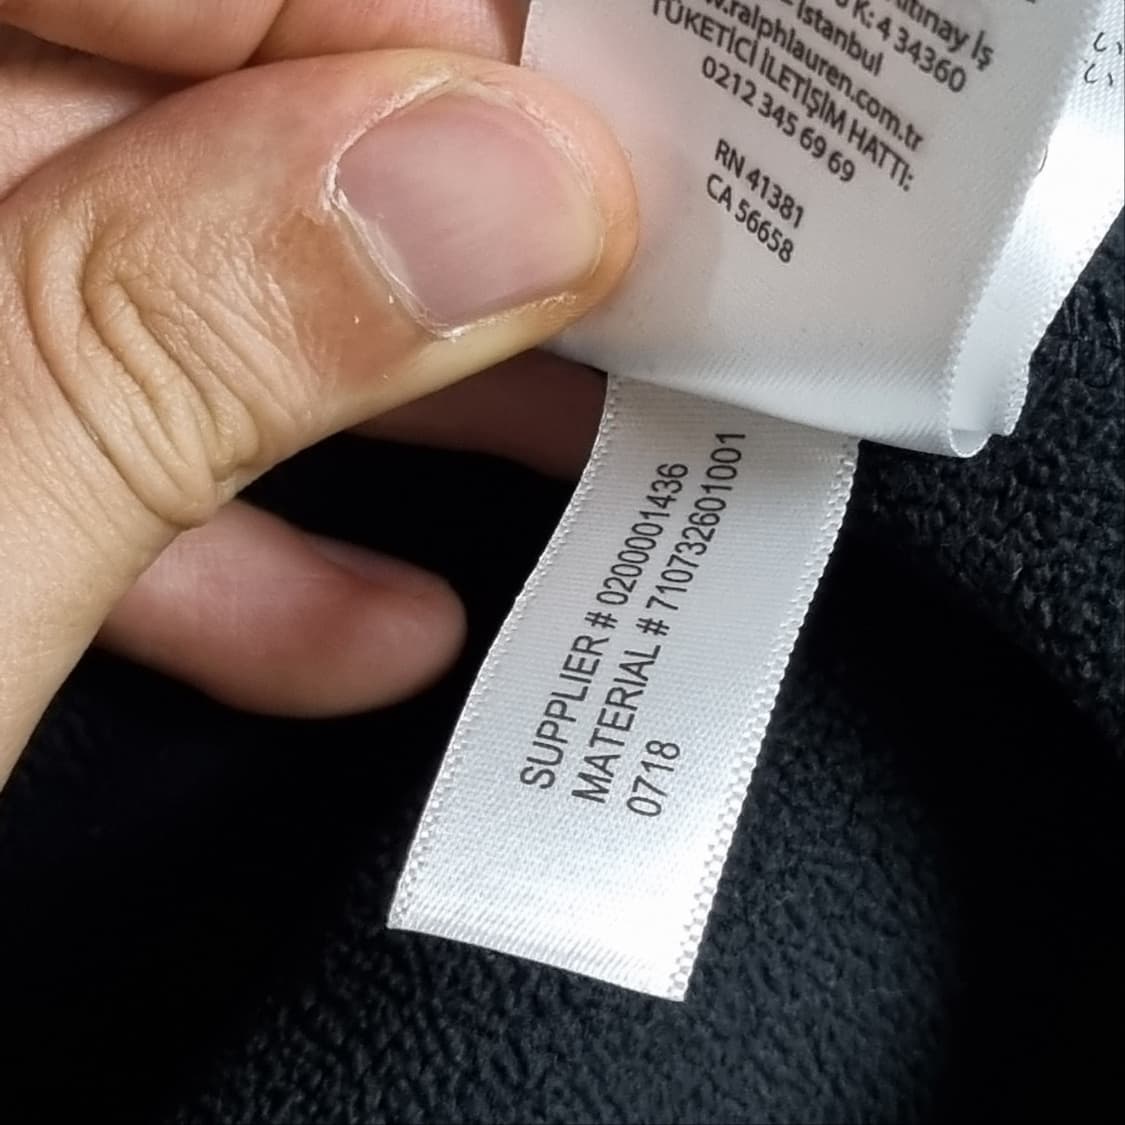 K: 4 34360
İstanbul
.ralphlauren.com.tr
TÜKETİCİ İLETİŞİM HATTI:
0212 345 69 69
RN 41381
CA 56658
SUPPLIER # 0200001436
MATERIAL # 710732601001
0718